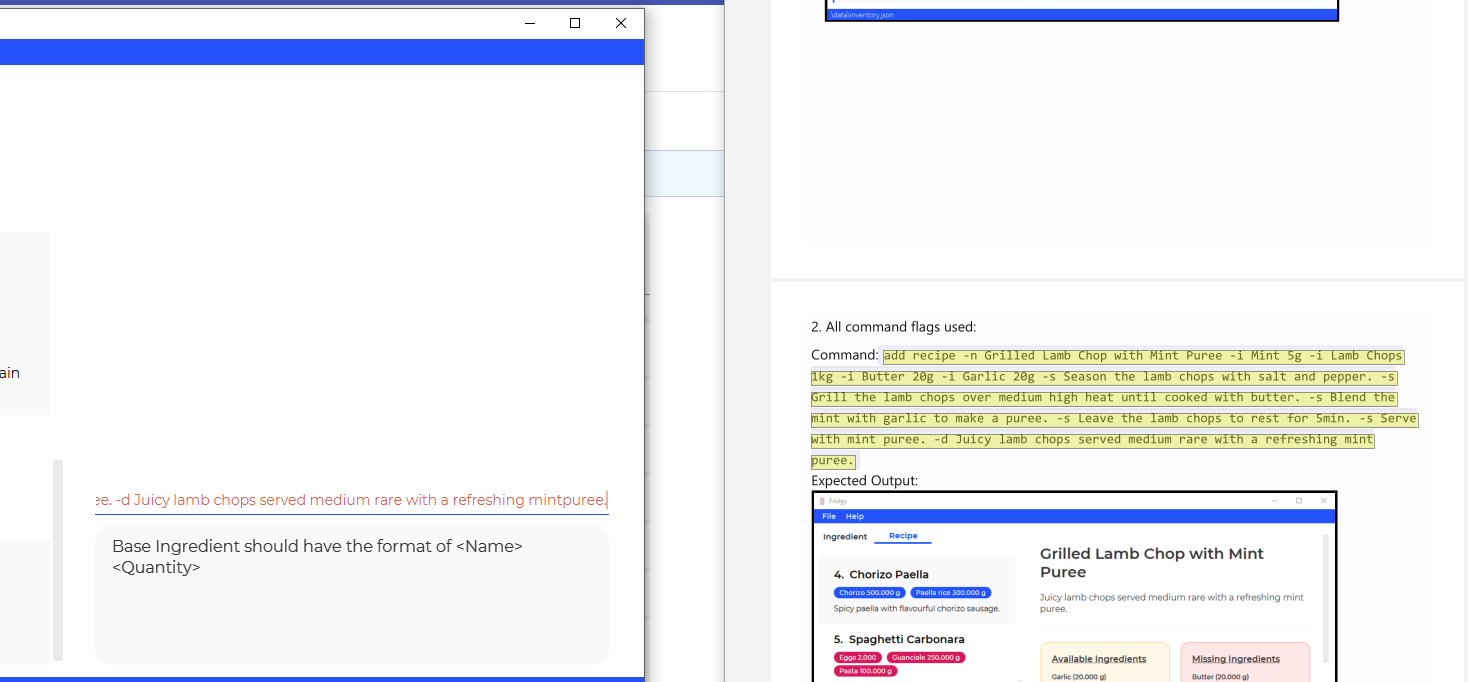 ain
ee. -d Juicy lamb chops served medium rare with a refreshing mintpuree.
Base Ingredient should have the format of <Name>
<Quantity>
\data\inventory.json
2. All command flags used:
Command: add recipe -n Grilled Lamb Chop with Mint Puree -i Mint 5g -i Lamb Chops
1kg -i Butter 20g -i Garlic 20g -s Season the lamb chops with salt and pepper. -s
Grill the lamb chops over medium high heat until cooked with butter. -s Blend the
mint with garlic to make a puree. -s Leave the lamb chops to rest for 5min. -s Serve
with mint puree. -d Juicy lamb chops served medium rare with a refreshing mint
puree.
Expected Output:
Fridgy
File Help
Ingredient Recipe
4. Chorizo Paella
Chorizo 500.000 g Paella rice 300.000 g
Spicy paella with flavourful chorizo sausage.
5. Spaghetti Carbonara
Eggs 2.000 Guanciale 250.000 g
Pasta 100.000 g
Grilled Lamb Chop with Mint
Puree
Juicy lamb chops served medium rare with a refreshing mint
puree.
Available Ingredients
Garlic (20.000 g)
Missing Ingredients
Butter (20.000 g)